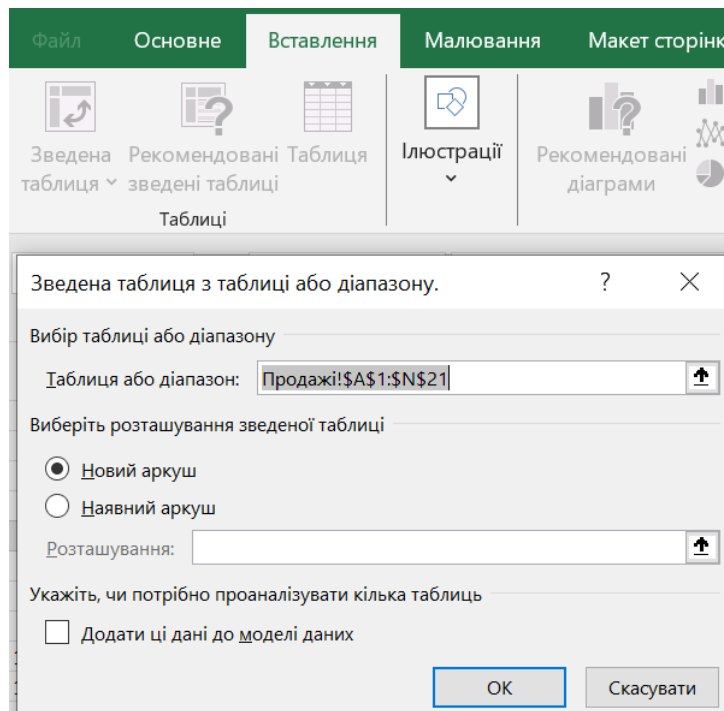 Файл Основне Вставлення Малювання Макет сторінк
Зведена таблиця
Рекомендовані зведені таблиці
Таблиця
Ілюстрації
Рекомендовані діаграми
Таблиці
Зведена таблиця з таблиці або діапазону. ?
Вибір таблиці або діапазону
Таблиця або діапазон: Продажі!$A$1:$N$21
Виберіть розташування зведеної таблиці
Новий аркуш
Наявний аркуш
Розташування:
Укажіть, чи потрібно проаналізувати кілька таблиць
Додати ці дані до моделі даних
ОК Скасувати